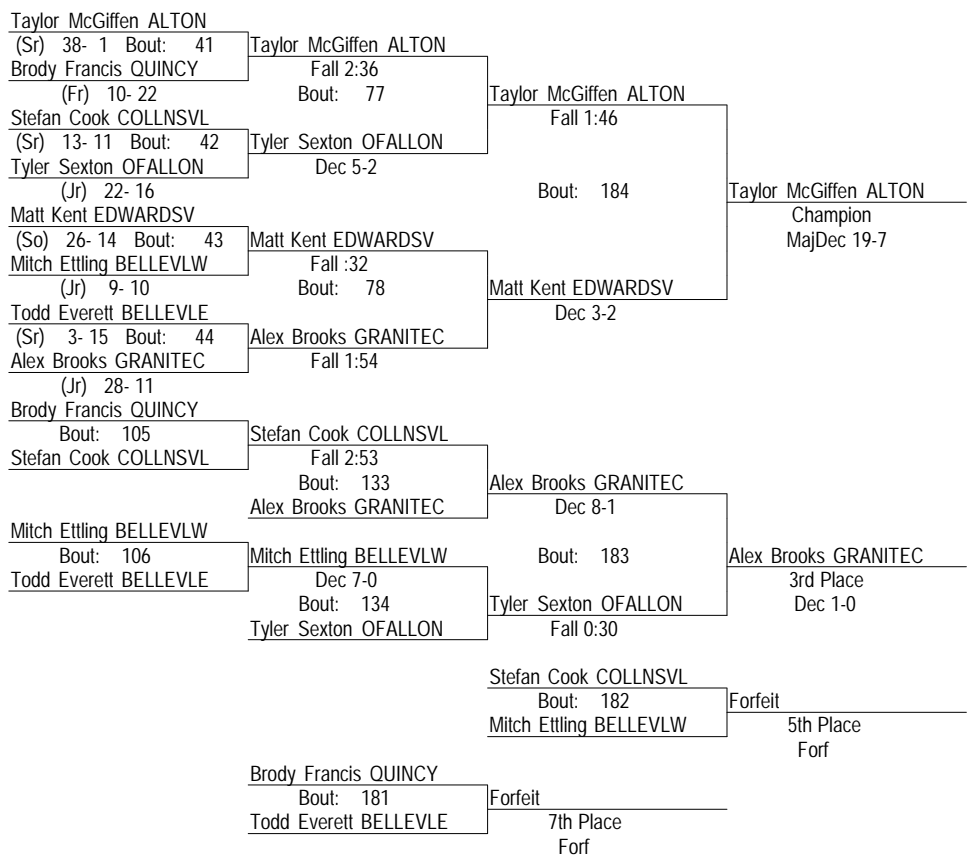 Taylor McGiffen ALTON
(Sr) 38- 1 Bout: 41 Taylor McGiffen ALTON
Brody Francis QUINCY Fall 2:36
(Fr) 10- 22 Bout: 77 Taylor McGiffen ALTON
Stefan Cook COLLNSVL Fall 1:46
(Sr) 13- 11 Bout: 42 Tyler Sexton OFALLON
Tyler Sexton OFALLON Dec 5-2
(Jr) 22- 16 Bout: 184 Taylor McGiffen ALTON
Matt Kent EDWARDSV Champion
(So) 26- 14 Bout: 43 Matt Kent EDWARDSV MajDec 19-7
Mitch Ettling BELLEVLW Fall :32
(Jr) 9- 10 Bout: 78 Matt Kent EDWARDSV
Todd Everett BELLEVLE Dec 3-2
(Sr) 3- 15 Bout: 44 Alex Brooks GRANITEC
Alex Brooks GRANITEC Fall 1:54
(Jr) 28- 11
Brody Francis QUINCY
Bout: 105 Stefan Cook COLLNSVL
Stefan Cook COLLNSVL Fall 2:53
Bout: 133 Alex Brooks GRANITEC
Alex Brooks GRANITEC Dec 8-1
Mitch Ettling BELLEVLW
Bout: 106 Mitch Ettling BELLEVLW Bout: 183 Alex Brooks GRANITEC
Todd Everett BELLEVLE Dec 7-0 3rd Place
Bout: 134 Tyler Sexton OFALLON Dec 1-0
Tyler Sexton OFALLON Fall 0:30
Stefan Cook COLLNSVL
Bout: 182 Forfeit
Mitch Ettling BELLEVLW 5th Place
Forf
Brody Francis QUINCY
Bout: 181 Forfeit
Todd Everett BELLEVLE 7th Place
Forf